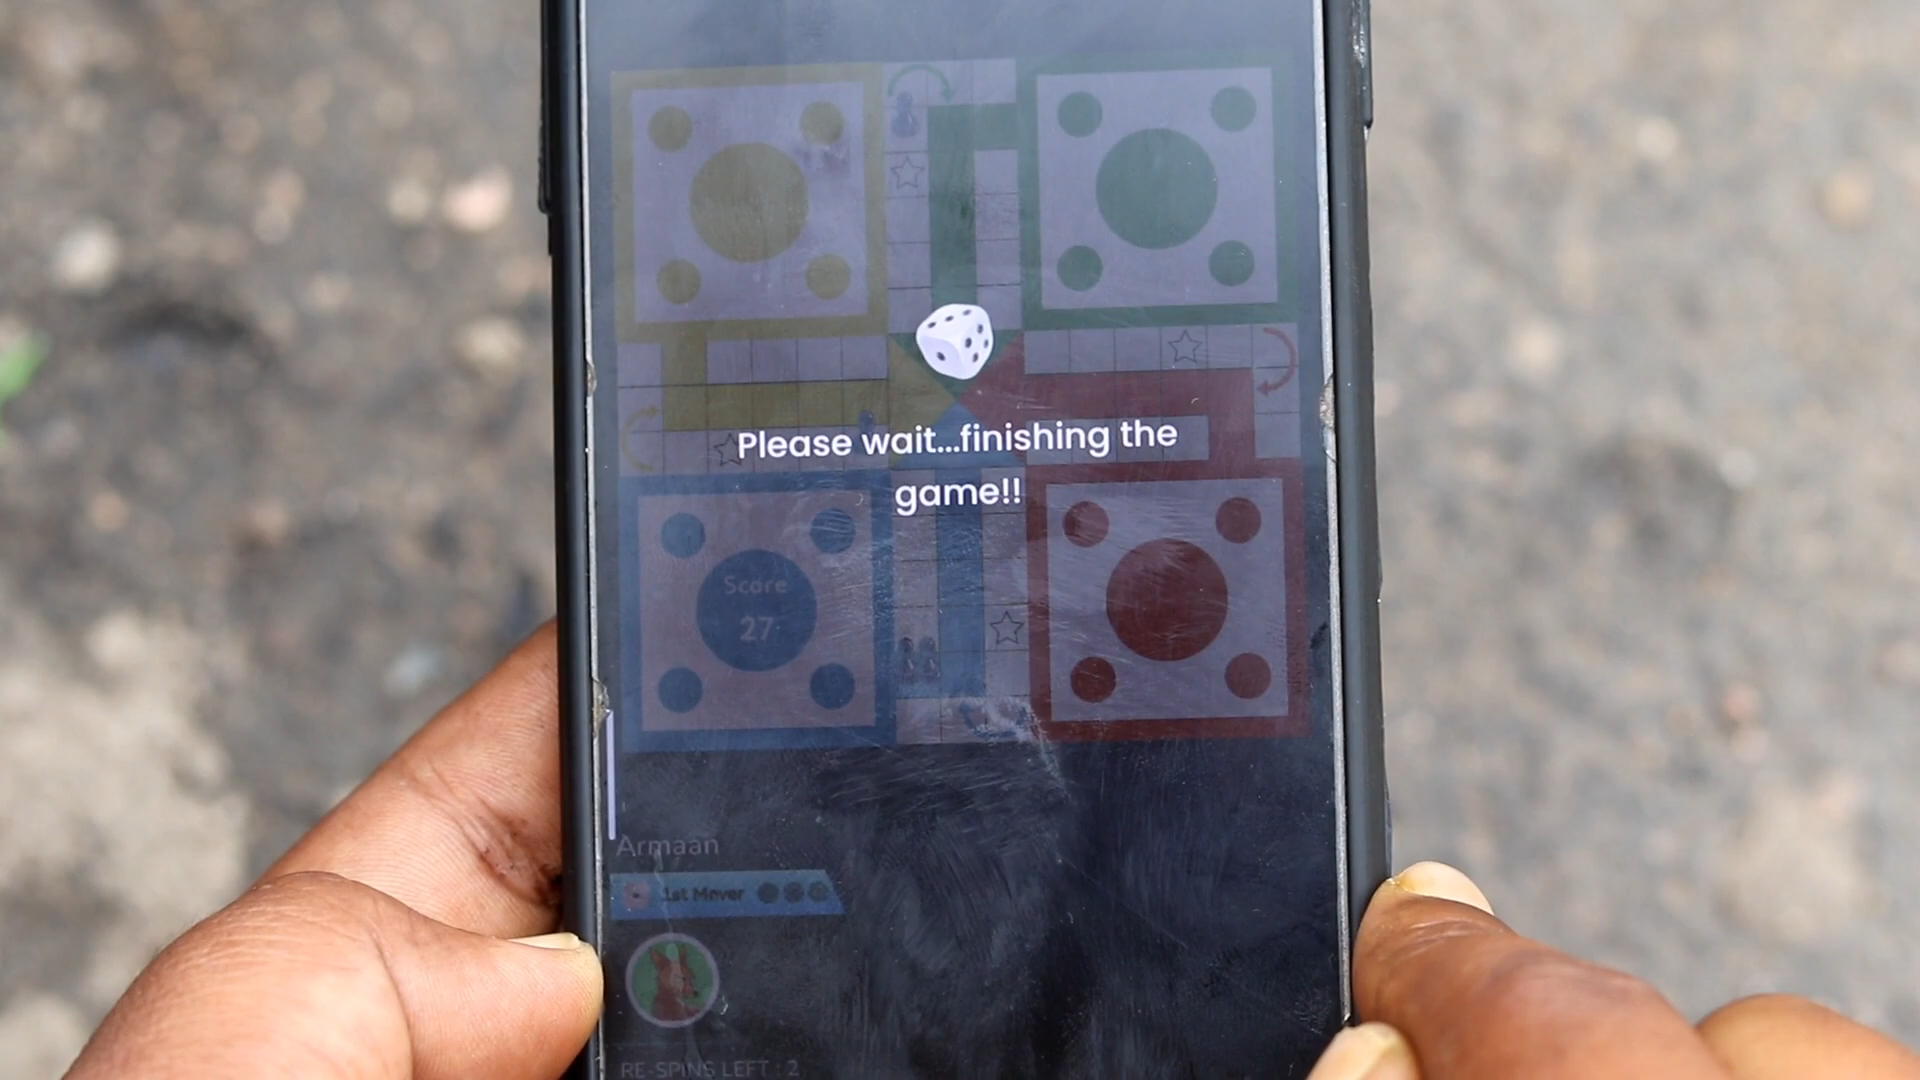 Please wait...finishing the
game!!
Score
27
Armaan
1st Mover
RE-SPINS LEFT : 2